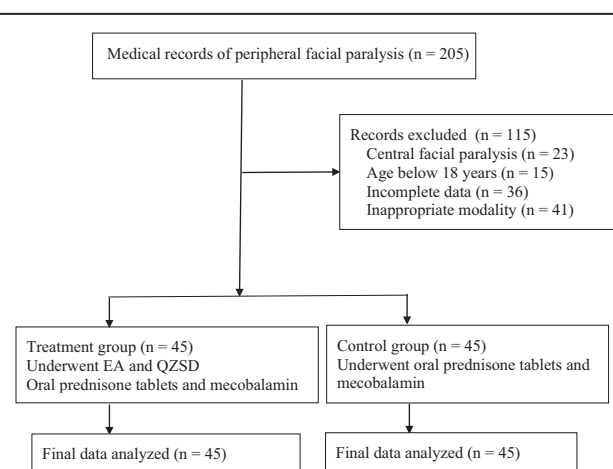 Medical records of peripheral facial paralysis (n = 205)
Records excluded (n = 115)
Central facial paralysis (n = 23)
Age below 18 years (n = 15)
Incomplete data (n = 36)
Inappropriate modality (n = 41)
Treatment group (n = 45)
Underwent EA and QZSD
Oral prednisone tablets and mecobalamin
Control group (n = 45)
Underwent oral prednisone tablets and
mecobalamin
Final data analyzed (n = 45)
Final data analyzed (n = 45)